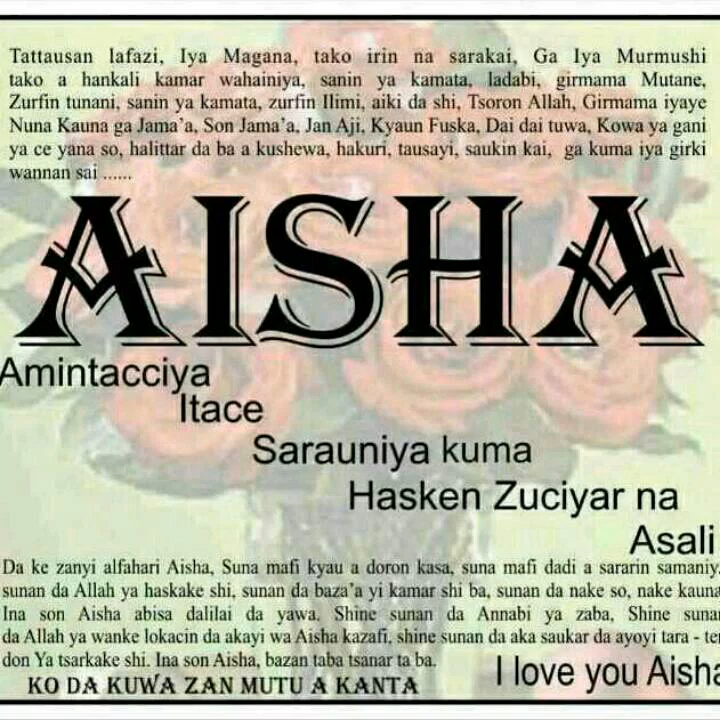 Tattausan lafazi, Iya Magana, tako irin na sarakai, Ga Iya Murmushi
tako a hankali kamar wahainiya, sanin ya kamata, ladabi, girmama Mutane,
Zurfin tunani, sanin ya kamata, zurfin Ilimi, aiki da shi, Tsoron Allah, Girmama iyaye
Nuna Kauna ga Jama'a, Son Jama'a, Jan Aji, Kyaun Fuska, Dai dai tuwa, Kowa ya gani
ya ce yana so, halittar da ba a kushewa, hakuri, tausayi, saukin kai, ga kuma iya girki
wannan sai ......
AISHA
Amintacciya
Itace
Sarauniya kuma
Hasken Zuciyar na
Asali
Da ke zanyi alfahari Aisha, Suna mafi kyau a doron kasa, suna mafi dadi a sararin samaniy.
sunan da Allah ya haskake shi, sunan da baza'a yi kamar shi ba, sunan da nake so, nake kauna
Ina son Aisha abisa dalilai da yawa. Shine sunan da Annabi ya zaba, Shine suna
da Allah ya wanke lokacin da akayi wa Aisha kazafi, shine sunan da aka saukar da ayoyi tara - te
don Ya tsarkake shi. Ina son Aisha, bazan taba tsanar ta ba.
I love you Aisha
KO DA KUWA ZAN MUTU A KANTA